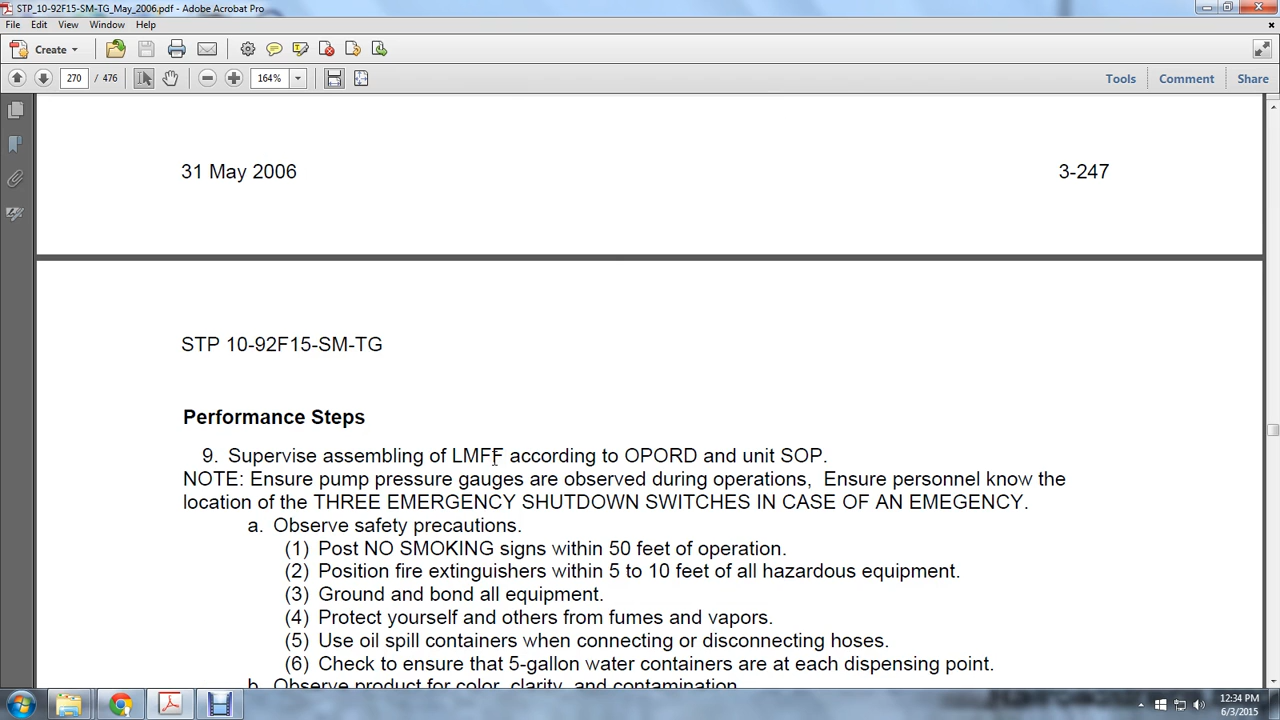 STP_10-92F15-SM-TG_May_2006.pdf - Adobe Acrobat Pro
File Edit View Window Help
Create
270 / 476 164% Tools Comment Share
31 May 2006 3-247
STP 10-92F15-SM-TG
Performance Steps
9. Supervise assembling of LMFF according to OPORD and unit SOP.
NOTE: Ensure pump pressure gauges are observed during operations, Ensure personnel know the
location of the THREE EMERGENCY SHUTDOWN SWITCHES IN CASE OF AN EMEGENCY.
a. Observe safety precautions.
(1) Post NO SMOKING signs within 50 feet of operation.
(2) Position fire extinguishers within 5 to 10 feet of all hazardous equipment.
(3) Ground and bond all equipment.
(4) Protect yourself and others from fumes and vapors.
(5) Use oil spill containers when connecting or disconnecting hoses.
(6) Check to ensure that 5-gallon water containers are at each dispensing point.
b. Observe product for color, clarity, and contamination.
12:34 PM
6/3/2015